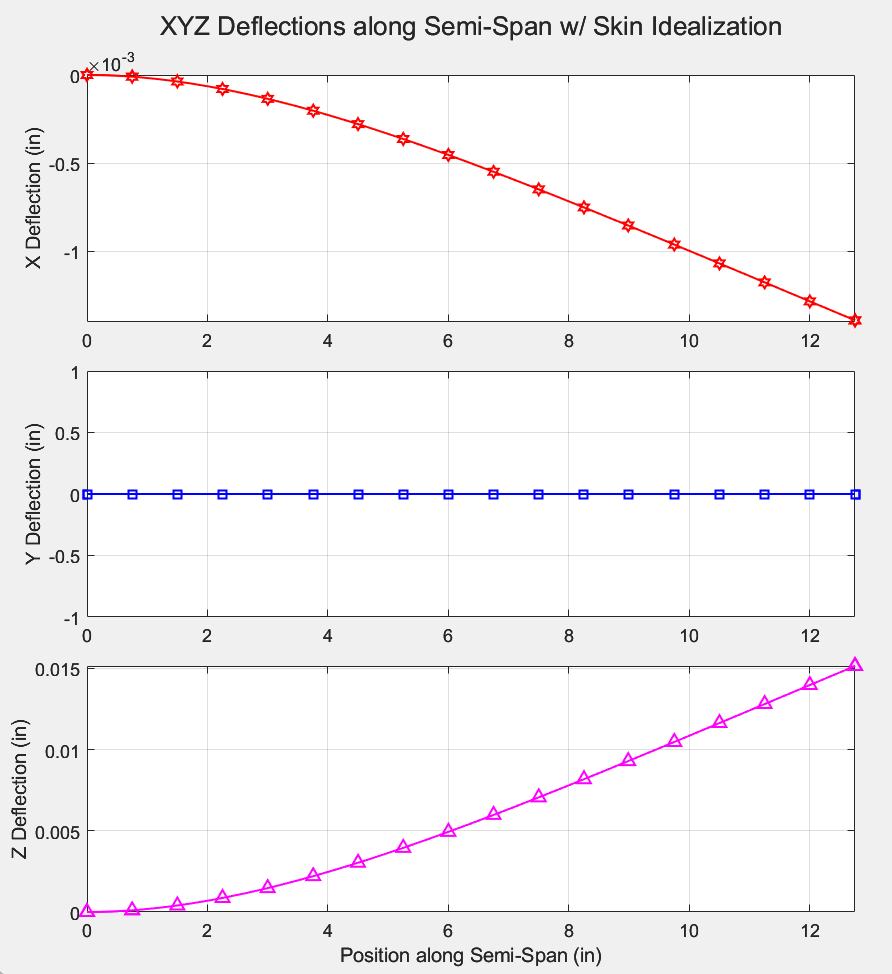 XYZ Deflections along Semi-Span w/ Skin Idealization
×10⁻³
0
-0.5
-1
X Deflection (in)
0 2 4 6 8 10 12
1
0.5
0
-0.5
-1
Y Deflection (in)
0 2 4 6 8 10 12
0.015
0.01
0.005
0
Z Deflection (in)
0 2 4 6 8 10 12
Position along Semi-Span (in)